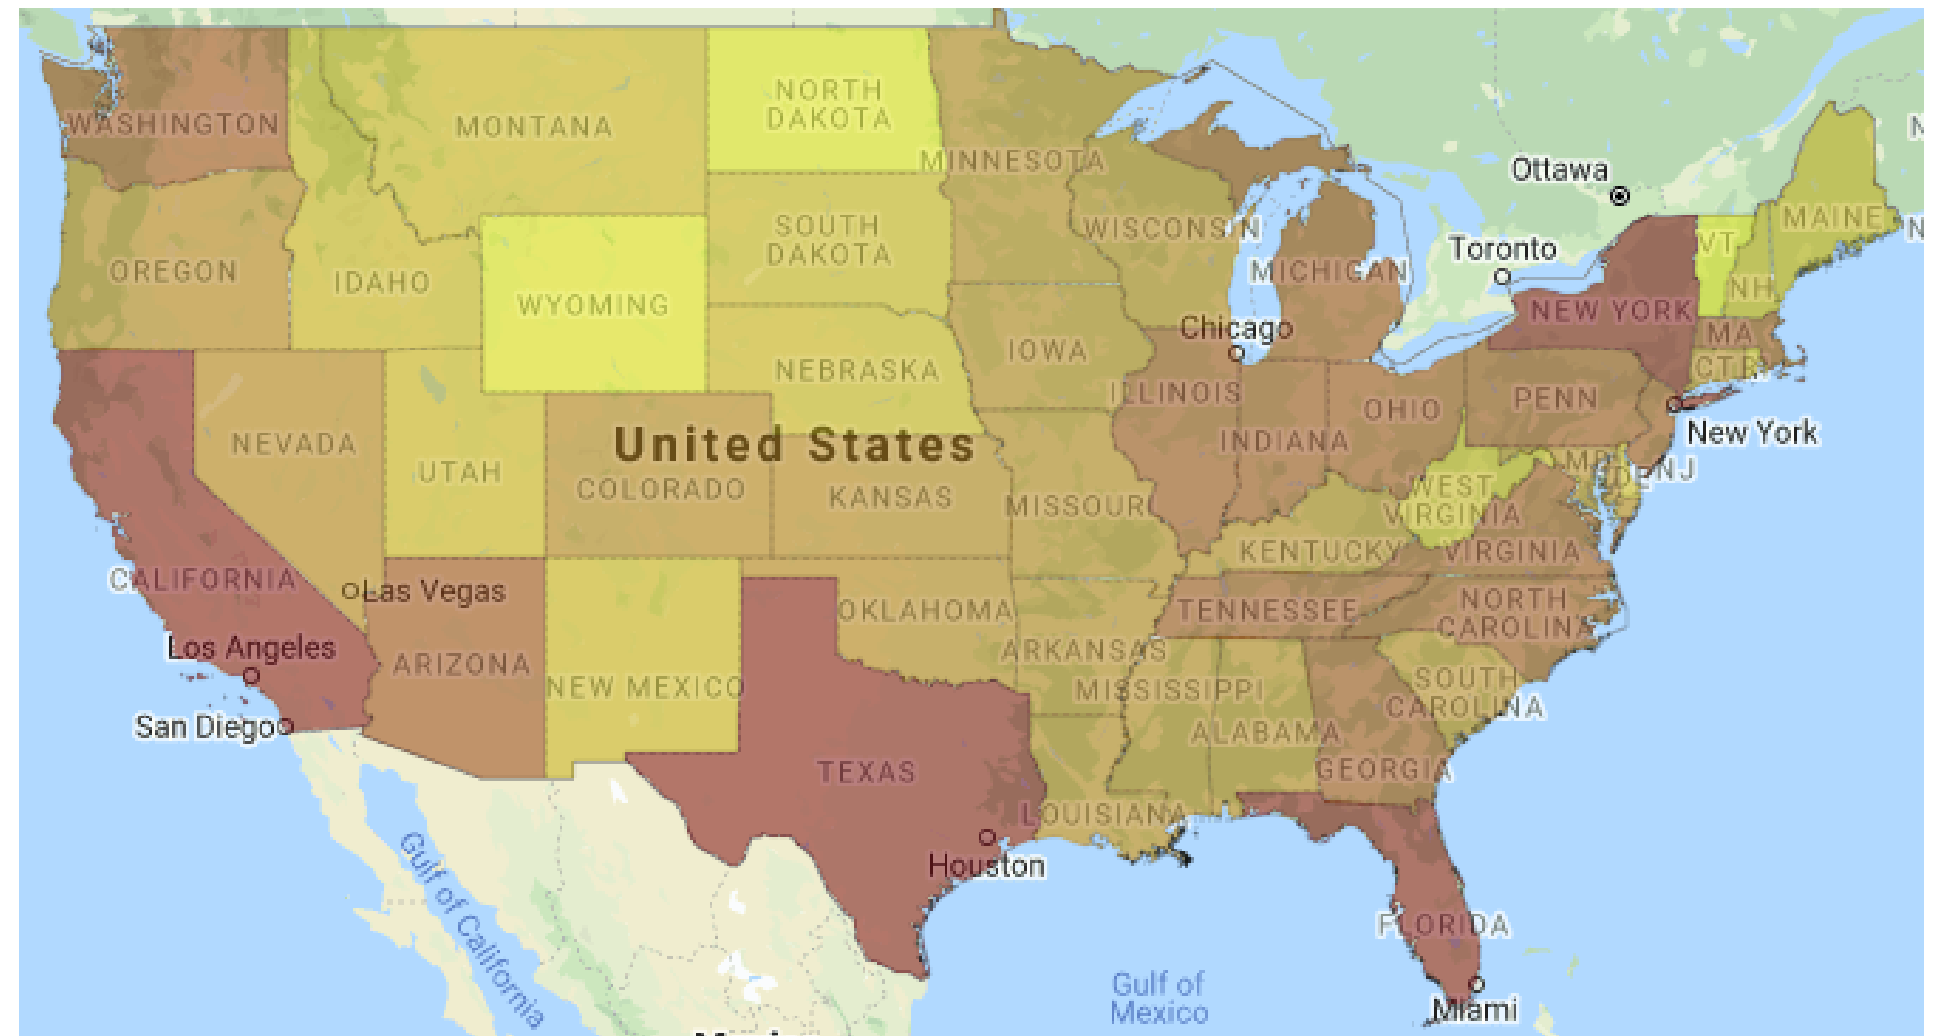 NORTH
DAKOTA
WASHINGTON
MONTANA
MINNESOTA
Ottawa
SOUTH
DAKOTA
WISCONSIN
MAINE
VT
Toronto
OREGON
IDAHO
MICHIGAN
NH
WYOMING
NEW YORK
Chicago
MA
IOWA
NEBRASKA
CT
ILLINOIS
OHIO
PENN
New York
NEVADA
United States
INDIANA
UTAH
COLORADO
KANSAS
MISSOUR
MD
NJ
WEST
VIRGINIA
KENTUCKY
VIRGINIA
CALIFORNIA
Las Vegas
OKLAHOMA
TENNESSEE
NORTH
CAROLINA
Los Angeles
ARIZONA
NEW MEXICO
ARKANSAS
MISSISSIPPI
SOUTH
CAROLINA
San Diego
ALABAMA
TEXAS
GEORGIA
LOUISIANA
Houston
Gulf of California
FLORIDA
Gulf of
Mexico
Miami